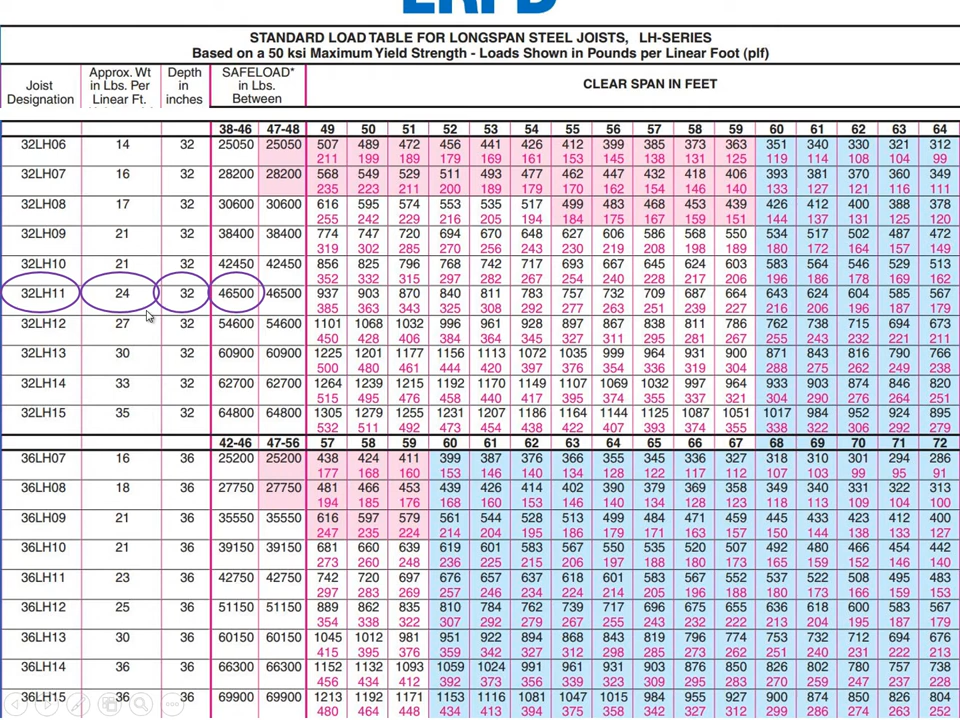 LRFD
STANDARD LOAD TABLE FOR LONGSPAN STEEL JOISTS, LH-SERIES
Based on a 50 ksi Maximum Yield Strength - Loads Shown in Pounds per Linear Foot (plf)
Joist
Designation
Approx. Wt
in Lbs. Per
Linear Ft.
Depth
in
inches
SAFELOAD*
in Lbs.
Between
CLEAR SPAN IN FEET
38-46 47-48 49 50 51 52 53 54 55 56 57 58 59 60 61 62 63 64
32LH06 14 32 25050 25050 507 489 472 456 441 426 412 399 385 373 363 351 340 330 321 312
211 199 189 179 169 161 153 145 138 131 125 119 114 108 104 99
32LH07 16 32 28200 28200 568 549 529 511 493 477 462 447 432 418 406 393 381 370 360 349
235 223 211 200 189 179 170 162 154 146 140 133 127 121 116 111
32LH08 17 32 30600 30600 616 595 574 553 535 517 499 483 468 453 439 426 412 400 388 378
255 242 229 216 205 194 184 175 167 159 151 144 137 131 125 120
32LH09 21 32 38400 38400 774 747 720 694 670 648 627 606 586 568 550 534 517 502 487 472
319 302 285 270 256 243 230 219 208 198 189 180 172 164 157 149
32LH10 21 32 42450 42450 856 825 796 768 742 717 693 667 645 624 603 583 564 546 529 513
352 332 315 297 282 267 254 240 228 217 206 196 186 178 169 162
32LH11 24 32 46500 46500 937 903 870 840 811 783 757 732 709 687 664 643 624 604 585 567
385 363 343 325 308 292 277 263 251 239 227 216 206 196 187 179
32LH12 27 32 54600 54600 1101 1068 1032 996 961 928 897 867 838 811 786 762 738 715 694 673
450 428 406 384 364 345 327 311 295 281 267 255 243 232 221 211
32LH13 30 32 60900 60900 1225 1201 1177 1156 1113 1072 1035 999 964 931 900 871 843 816 790 766
500 480 461 444 420 397 376 354 336 319 304 288 275 262 249 238
32LH14 33 32 62700 62700 1264 1239 1215 1192 1170 1149 1107 1069 1032 997 964 933 903 874 846 820
515 495 476 458 440 417 395 374 355 337 321 304 290 276 264 251
32LH15 35 32 64800 64800 1305 1279 1255 1231 1207 1186 1164 1144 1125 1087 1051 1017 984 952 924 895
532 511 492 473 454 438 422 407 393 374 355 338 322 306 292 279
42-46 47-56 57 58 59 60 61 62 63 64 65 66 67 68 69 70 71 72
36LH07 16 36 25200 25200 438 424 411 399 387 376 366 355 345 336 327 318 310 301 294 286
177 168 160 153 146 140 134 128 122 117 112 107 103 99 95 91
36LH08 18 36 27750 27750 481 466 453 439 426 414 402 390 379 369 358 349 340 331 322 313
194 185 176 168 160 153 146 140 134 128 123 118 113 109 104 100
36LH09 21 36 35550 35550 616 597 579 561 544 528 513 499 484 471 459 445 433 423 412 400
247 235 224 214 204 195 186 179 171 163 157 150 144 138 133 127
36LH10 21 36 39150 39150 681 660 639 619 601 583 567 550 535 520 507 492 480 466 454 442
273 260 248 236 225 215 206 197 188 180 173 165 159 152 146 140
36LH11 23 36 42750 42750 742 720 697 676 657 637 618 601 583 567 552 537 522 508 495 483
297 283 269 257 246 234 224 214 205 196 188 180 173 166 159 153
36LH12 25 36 51150 51150 889 862 835 810 784 762 739 717 696 675 655 636 618 600 583 567
354 338 322 307 292 279 267 255 243 232 222 213 204 195 187 179
36LH13 30 36 60150 60150 1045 1012 981 951 922 894 868 843 819 796 774 753 732 712 694 676
415 395 376 359 342 327 312 298 285 273 262 251 240 231 222 213
36LH14 36 36 66300 66300 1152 1132 1093 1059 1024 991 961 931 903 876 850 826 802 780 757 738
456 434 412 392 373 356 339 323 309 295 283 270 259 247 237 228
36LH15 36 36 69900 69900 1213 1192 1171 1153 1116 1081 1047 1015 984 955 927 900 874 850 826 804
480 464 448 434 413 394 375 358 342 327 312 299 286 274 263 252